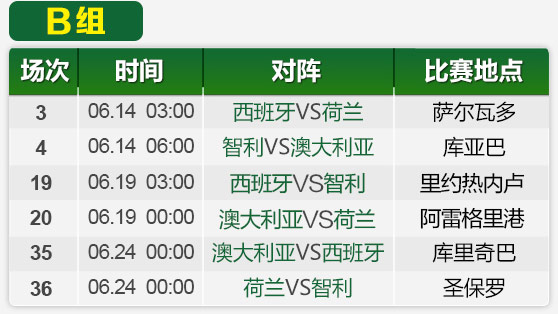 B组
场次 时间 对阵 比赛地点
3 06.14 03:00 西班牙VS荷兰 萨尔瓦多
4 06.14 06:00 智利VS澳大利亚 库亚巴
19 06.19 03:00 西班牙VS智利 里约热内卢
20 06.19 00:00 澳大利亚VS荷兰 阿雷格里港
35 06.24 00:00 澳大利亚VS西班牙 库里奇巴
36 06.24 00:00 荷兰VS智利 圣保罗